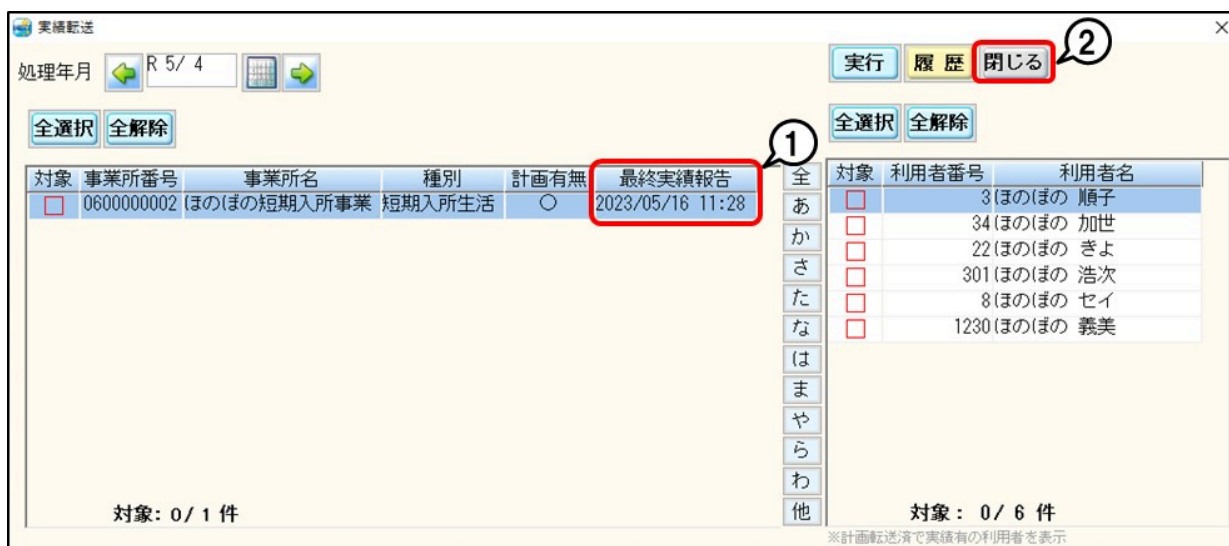 実績転送
×
処理年月 R 5/ 4
実行 履 歴 閉じる
②
全選択 全解除
①
全選択 全解除
対象 事業所番号 事業所名 種別 計画有無 最終実績報告
0600000002 ほのぼの短期入所事業 短期入所生活 ○ 2023/05/16 11:28
対象: 0/ 1 件
全
あ
か
さ
た
な
は
ま
や
ら
わ
他
対象 利用者番号 利用者名
3 ほのぼの 順子
34 ほのぼの 加世
22 ほのぼの きよ
301 ほのぼの 浩次
8 ほのぼの セイ
1230 ほのぼの 義美
対象: 0/ 6 件
※計画転送済で実績有の利用者を表示